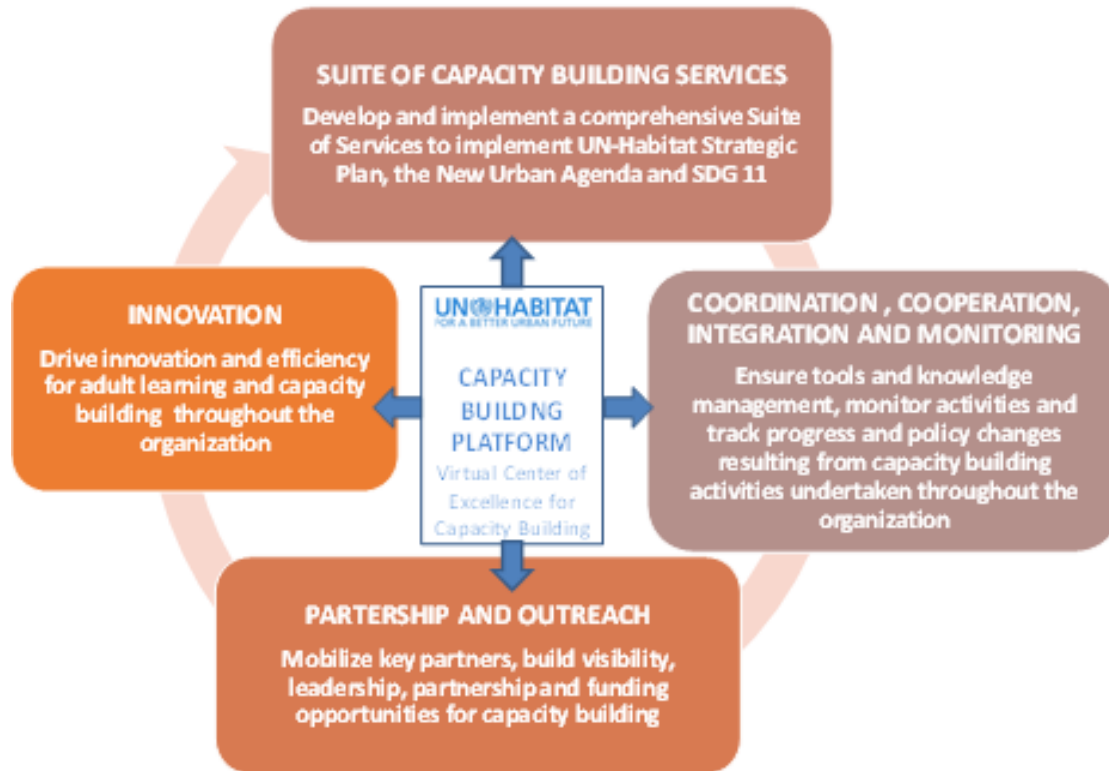 SUITE OF CAPACITY BUILDING SERVICES
Develop and implement a comprehensive Suite
of Services to implement UN-Habitat Strategic
Plan, the New Urban Agenda and SDG 11
INNOVATION
Drive innovation and efficiency
for adult learning and capacity
building throughout the
organization
UN HABITAT
FOR A BETTER URBAN FUTURE
CAPACITY
BUILDNG
PLATFORM
Virtual Center of
Excellence for
Capacity Building
COORDINATION , COOPERATION,
INTEGRATION AND MONITORING
Ensure tools and knowledge
management, monitor activities and
track progress and policy changes
resulting from capacity building
activities undertaken throughout the
organization
PARTERSHIP AND OUTREACH
Mobilize key partners, build visibility,
leadership, partnership and funding
opportunities for capacity building